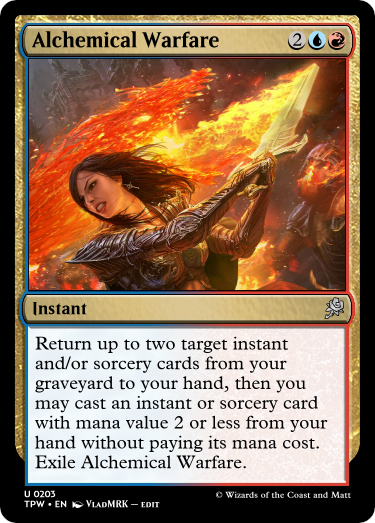 Alchemical Warfare 2
Instant
Return up to two target instant
and/or sorcery cards from your
graveyard to your hand, then you
may cast an instant or sorcery card
with mana value 2 or less from your
hand without paying its mana cost.
Exile Alchemical Warfare.
U 0203
TPW • EN VladMRK — edit
© Wizards of the Coast and Matt